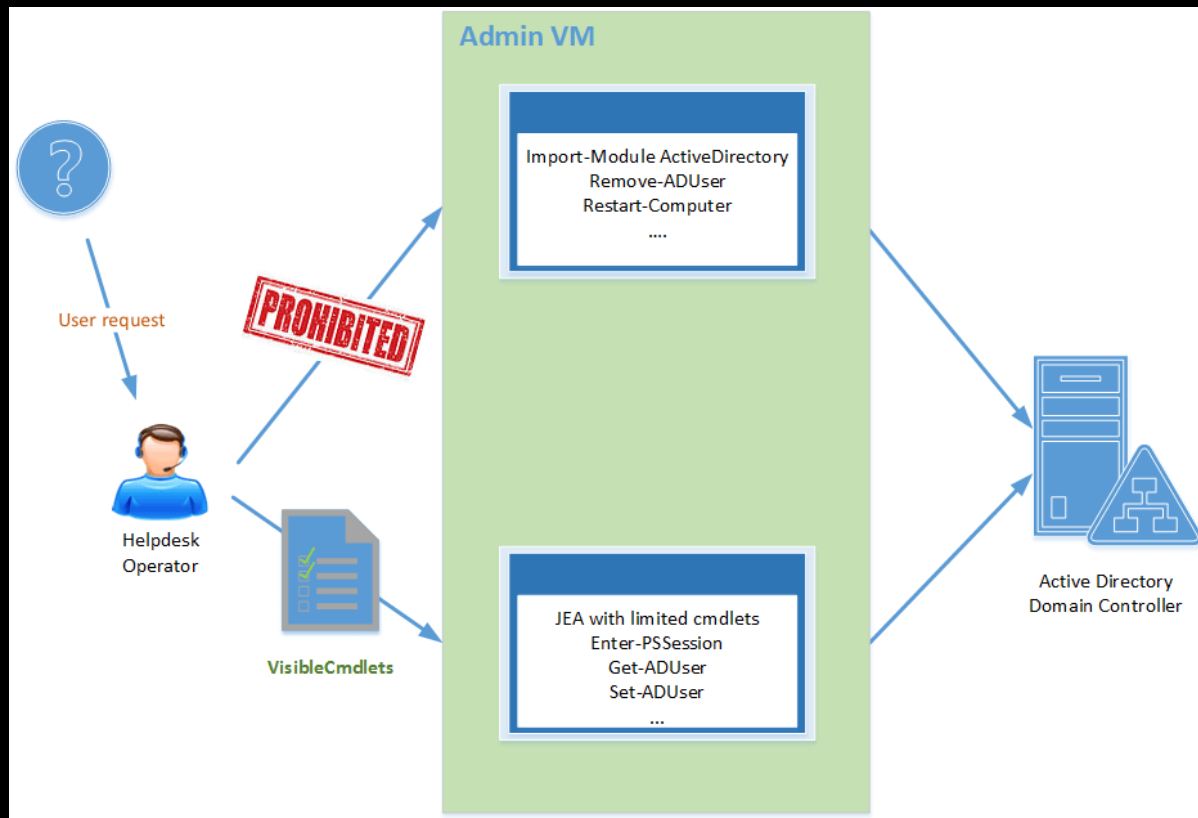 Admin VM
Import-Module ActiveDirectory
Remove-ADUser
Restart-Computer
....
?
User request
PROHIBITED
Helpdesk
Operator
VisibleCmdlets
JEA with limited cmdlets
Enter-PSSession
Get-ADUser
Set-ADUser
...
Active Directory
Domain Controller